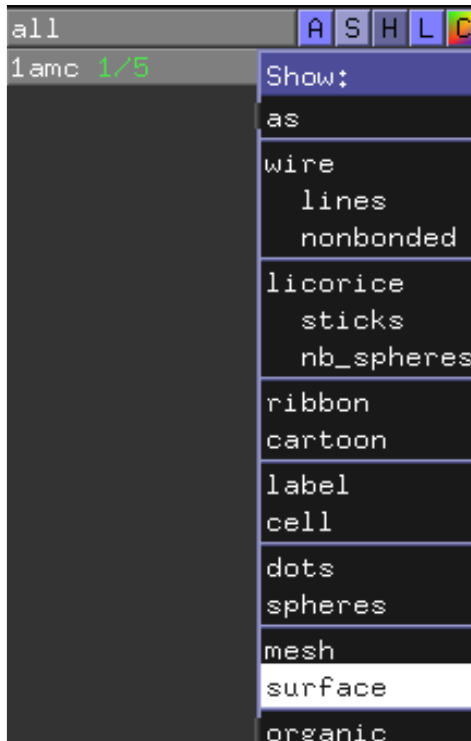 all A S H L C
1amc 1/5
Show:
as
wire
lines
nonbonded
licorice
sticks
nb_spheres
ribbon
cartoon
label
cell
dots
spheres
mesh
surface
organic